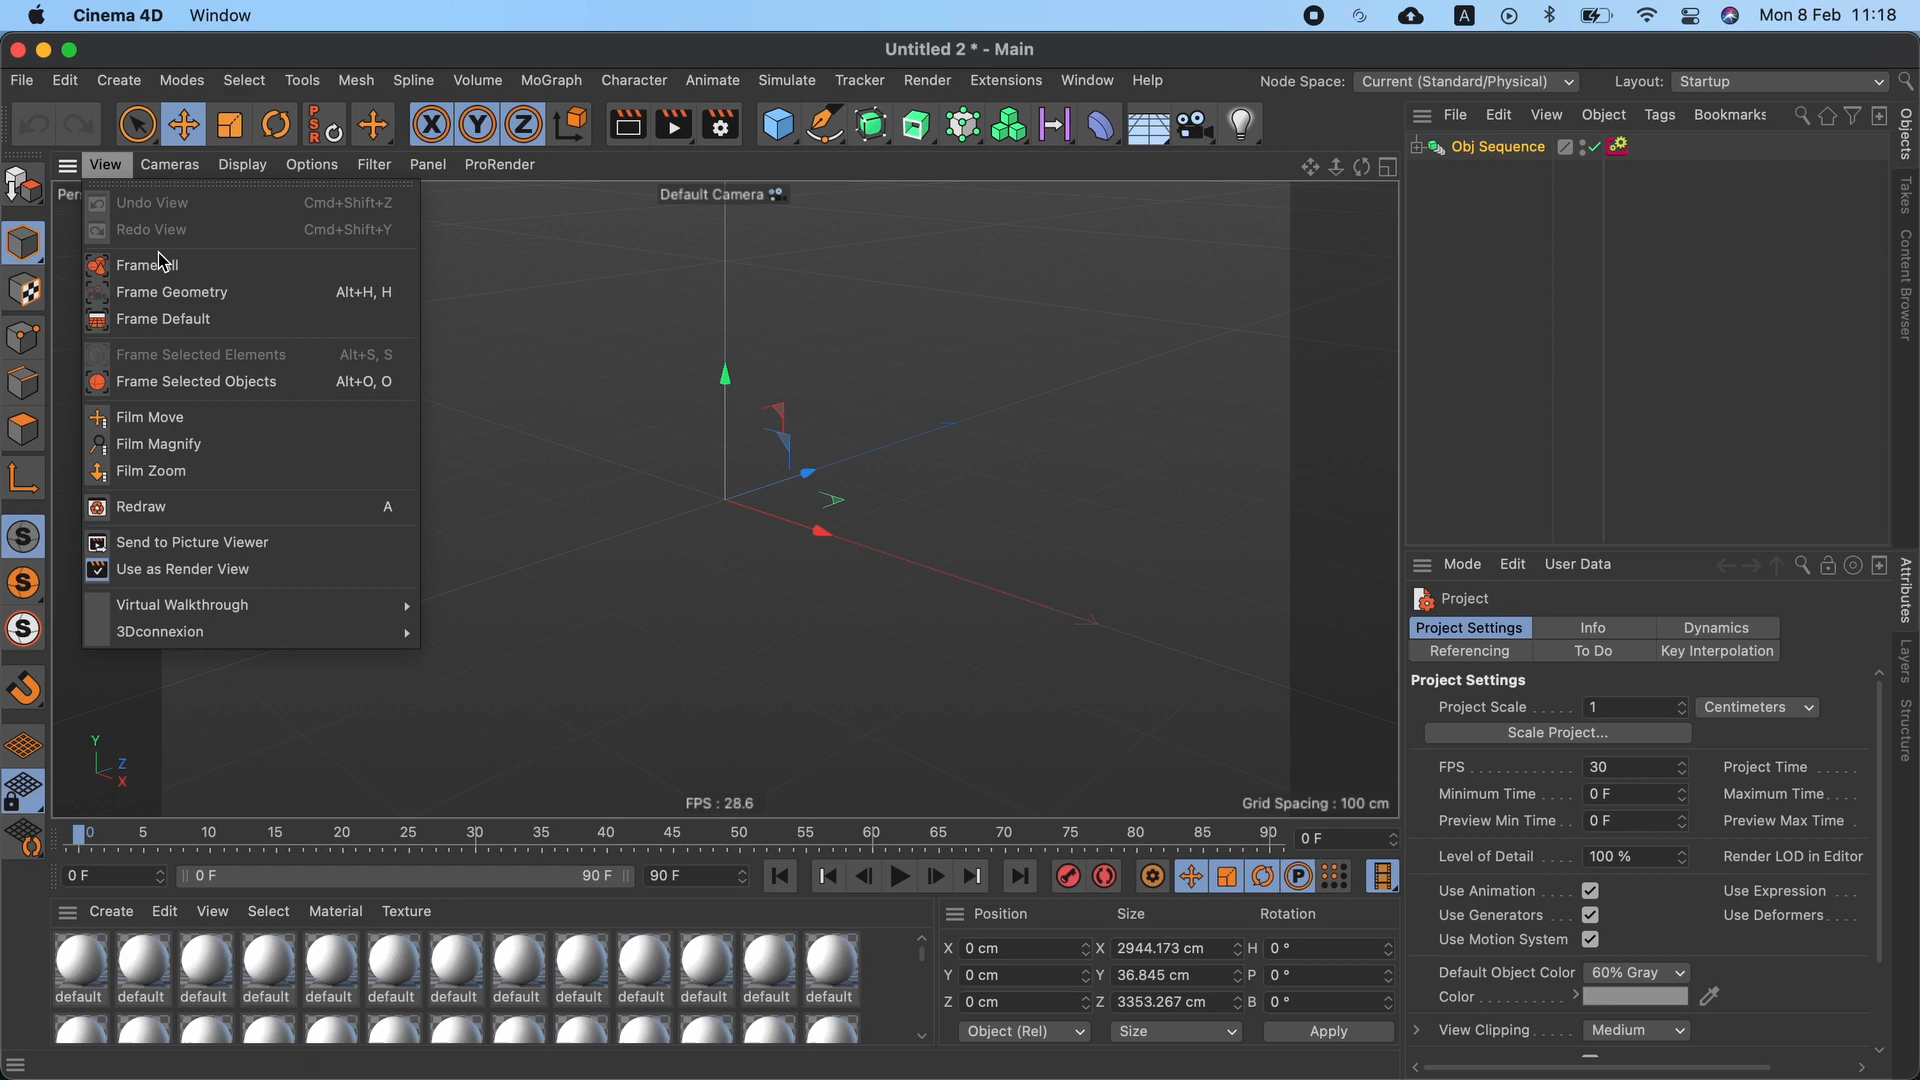 Cinema 4D Window
A
Mon 8 Feb 11:18
Untitled 2 * - Main
File Edit Create Modes Select Tools Mesh Spline Volume MoGraph Character Animate Simulate Tracker Render Extensions Window Help
Node Space: Current (Standard/Physical)
Layout: Startup
PSR X Y Z
File Edit View Object Tags Bookmarks
Obj Sequence
Objects
Takes
Content Browser
View Cameras Display Options Filter Panel ProRender
Default Camera
Undo View Cmd+Shift+Z
Redo View Cmd+Shift+Y
Frame Geometry Alt+H, H
Frame Default
Frame Selected Elements Alt+S, S
Frame Selected Objects Alt+O, O
Film Move
Film Magnify
Film Zoom
Redraw A
Send to Picture Viewer
Use as Render View
Virtual Walkthrough
3Dconnexion
S
S
S
Y
Z
X
FPS : 28.6
Grid Spacing : 100 cm
0 5 10 15 20 25 30 35 40 45 50 55 60 65 70 75 80 85 90
0 F
0 F
0 F 90 F
90 F
P
Create Edit View Select Material Texture
default default default default default default default default default default default default default
Position Size Rotation
X 0 cm X 2944.173 cm H 0 °
Y 0 cm Y 36.845 cm P 0 °
Z 0 cm Z 3353.267 cm B 0 °
Object (Rel) Size Apply
Mode Edit User Data
Project
Project Settings Info Dynamics
Referencing To Do Key Interpolation
Project Settings
Project Scale . . . . . 1 Centimeters
Scale Project...
FPS 30 Project Time
Minimum Time 0 F Maximum Time
Preview Min Time 0 F Preview Max Time
Level of Detail 100 % Render LOD in Editor
Use Animation Use Expression
Use Generators Use Deformers
Use Motion System
Default Object Color 60% Gray
Color
View Clipping Medium
Attributes
Layers
Structure